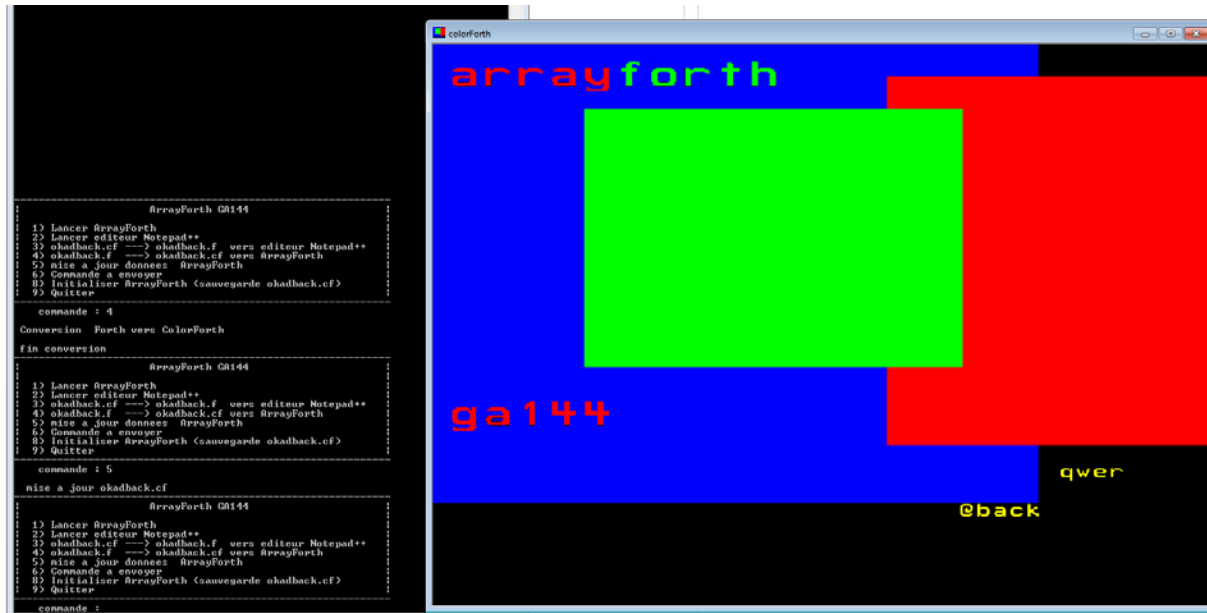 ArrayForth GA144
1) Lancer ArrayForth
2) Lancer editeur Notepad++
3) okadback.cf ---> okadback.f vers editeur Notepad++
4) okadback.f ---> okadback.cf vers ArrayForth
5) mise a jour donnees ArrayForth
6) Commande a envoyer
8) Initialiser ArrayForth (sauvegarde okadback.cf)
9) Quitter
commande : 4
Conversion Forth vers ColorForth
fin conversion
ArrayForth GA144
1) Lancer ArrayForth
2) Lancer editeur Notepad++
3) okadback.cf ---> okadback.f vers editeur Notepad++
4) okadback.f ---> okadback.cf vers ArrayForth
5) mise a jour donnees ArrayForth
6) Commande a envoyer
8) Initialiser ArrayForth (sauvegarde okadback.cf)
9) Quitter
commande : 5
mise a jour okadback.cf
ArrayForth GA144
1) Lancer ArrayForth
2) Lancer editeur Notepad++
3) okadback.cf ---> okadback.f vers editeur Notepad++
4) okadback.f ---> okadback.cf vers ArrayForth
5) mise a jour donnees ArrayForth
6) Commande a envoyer
8) Initialiser ArrayForth (sauvegarde okadback.cf)
9) Quitter
commande :
colorForth
arrayforth
ga144
qwer
@back